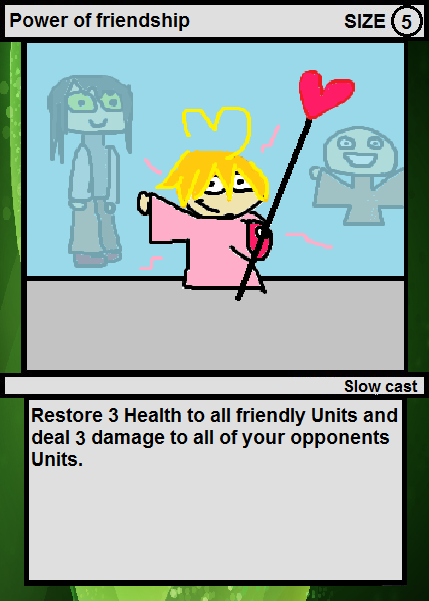 Power of friendship SIZE 5
Slow cast
Restore 3 Health to all friendly Units and
deal 3 damage to all of your opponents
Units.